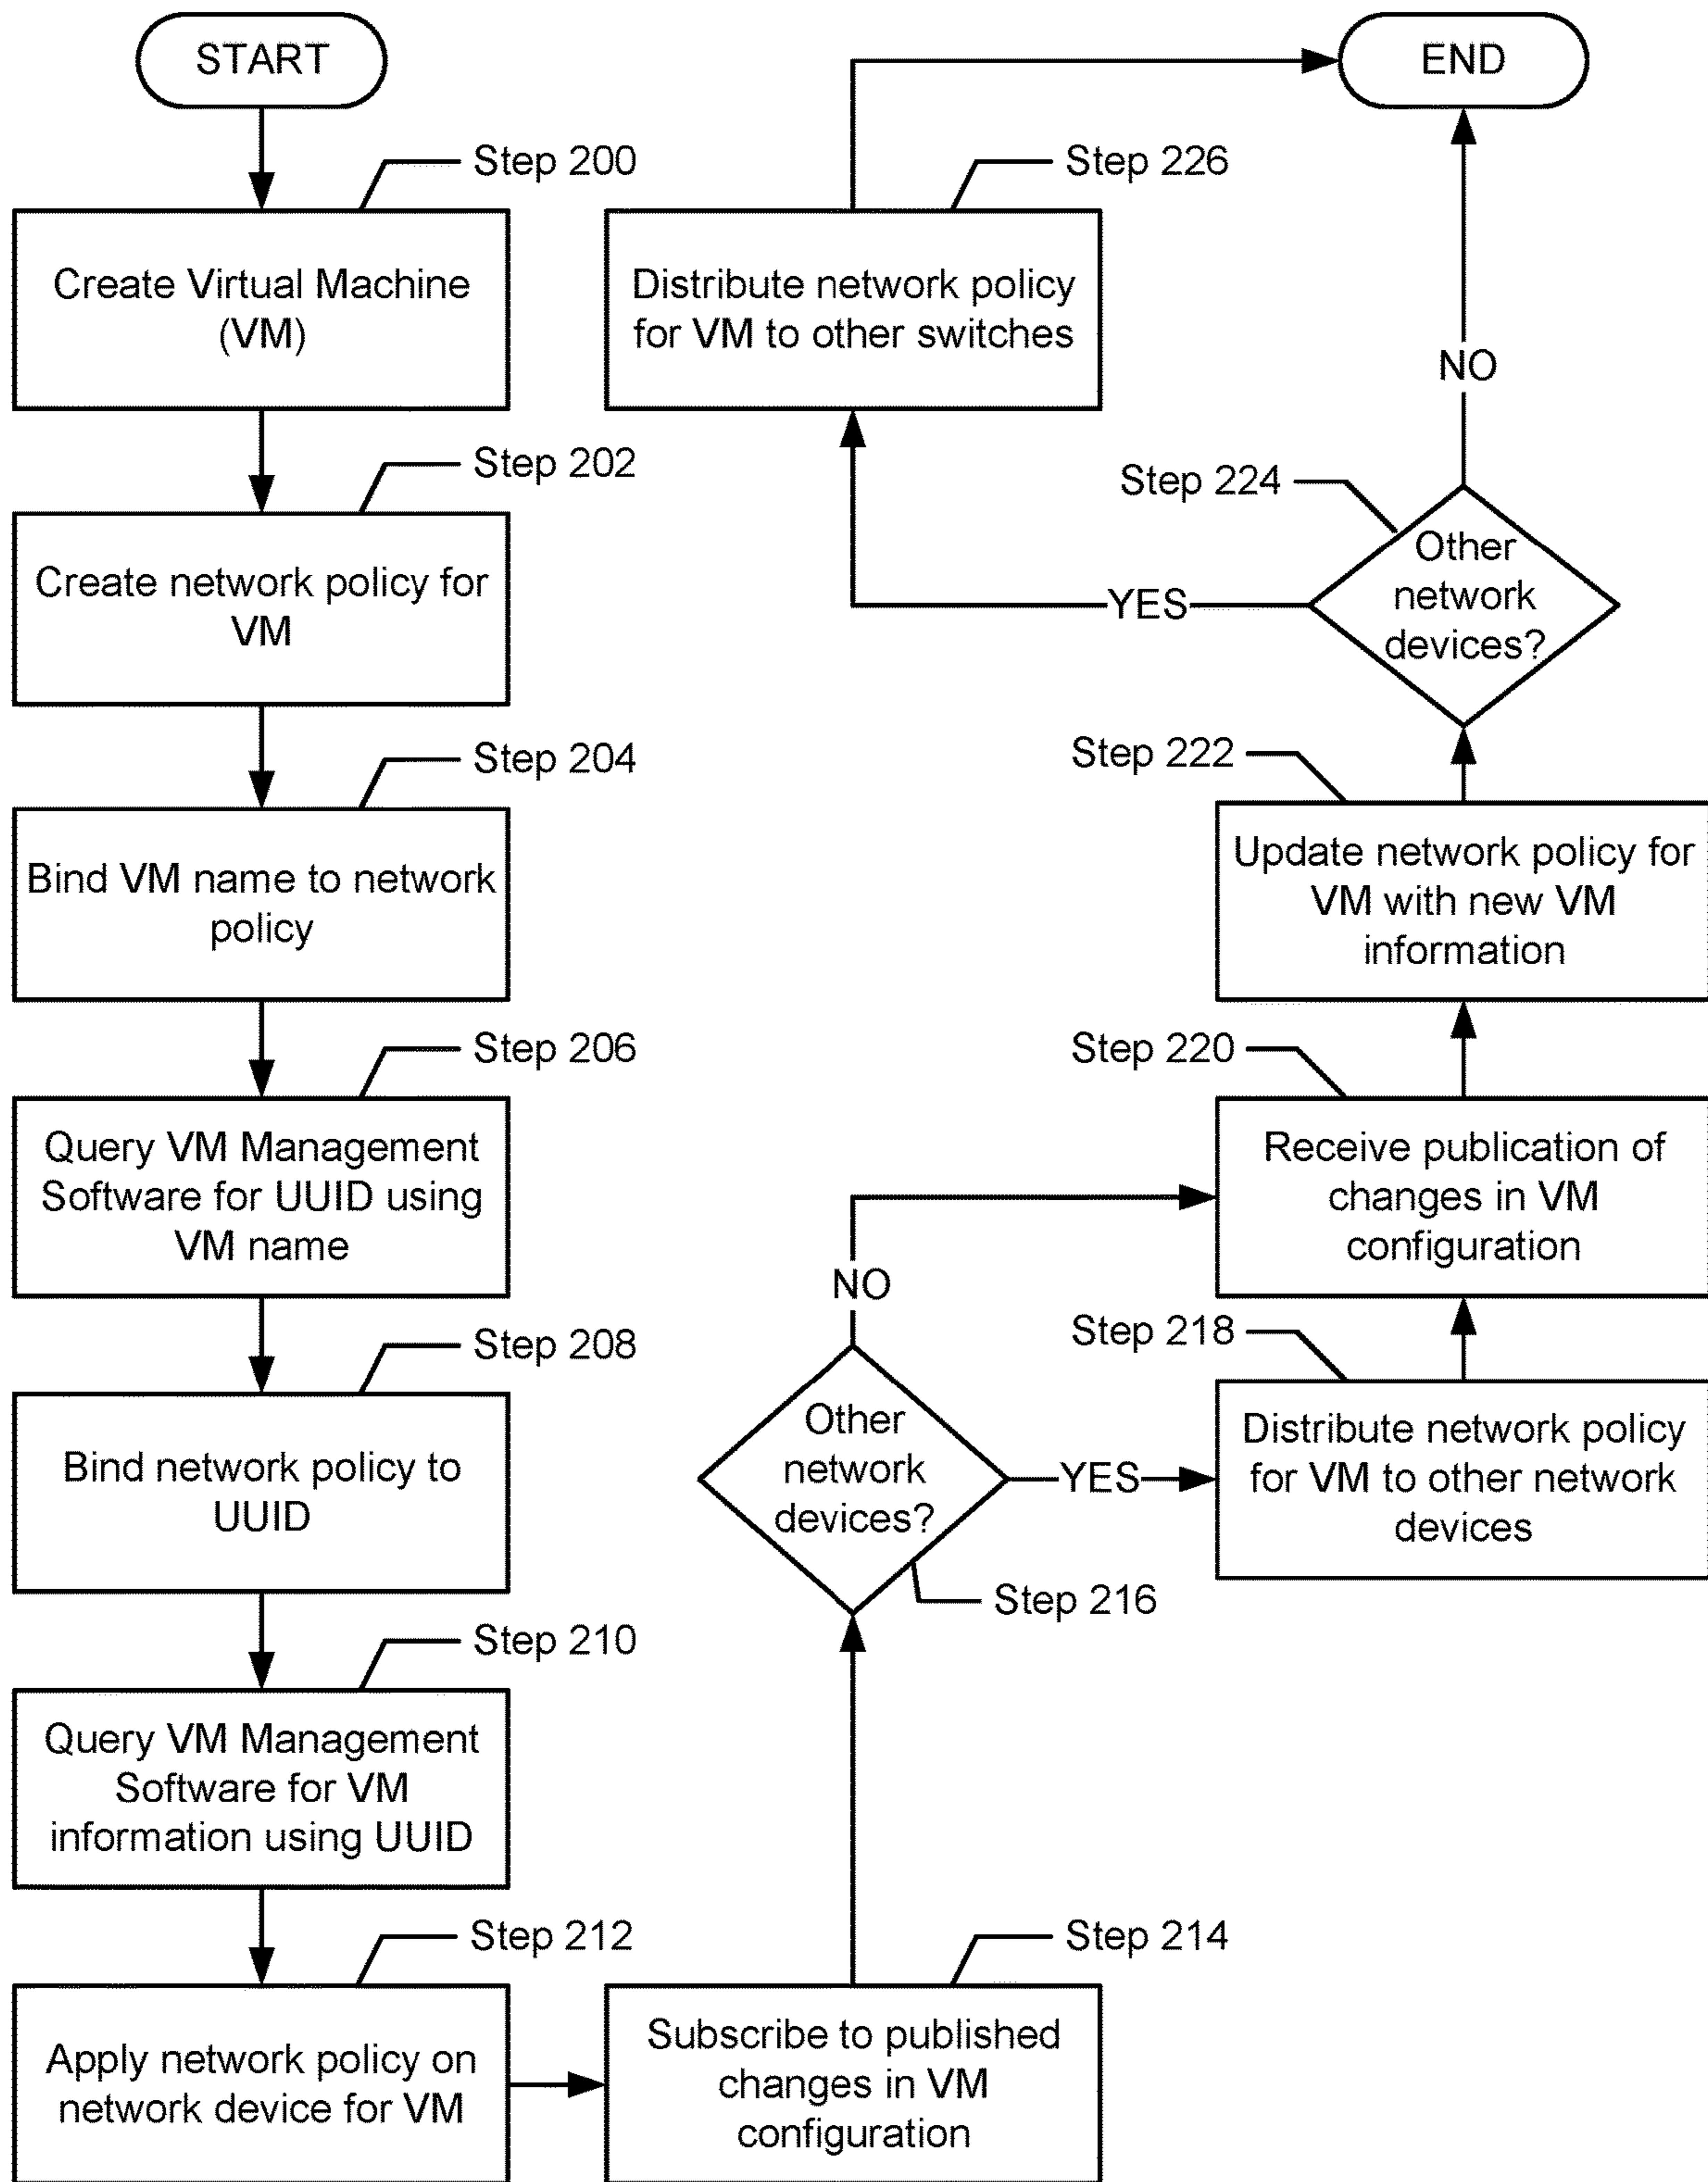 START
Step 200
Create Virtual Machine
(VM)
Step 202
Create network policy for
VM
Step 204
Bind VM name to network
policy
Step 206
Query VM Management
Software for UUID using
VM name
Step 208
Bind network policy to
UUID
Step 210
Query VM Management
Software for VM
information using UUID
Step 212
Apply network policy on
network device for VM
Step 214
Subscribe to published
changes in VM
configuration
Other
network
devices?
Step 216
NO
YES
Step 218
Distribute network policy
for VM to other network
devices
Step 220
Receive publication of
changes in VM
configuration
Step 222
Update network policy for
VM with new VM
information
Step 224
Other
network
devices?
YES
NO
Step 226
Distribute network policy
for VM to other switches
END